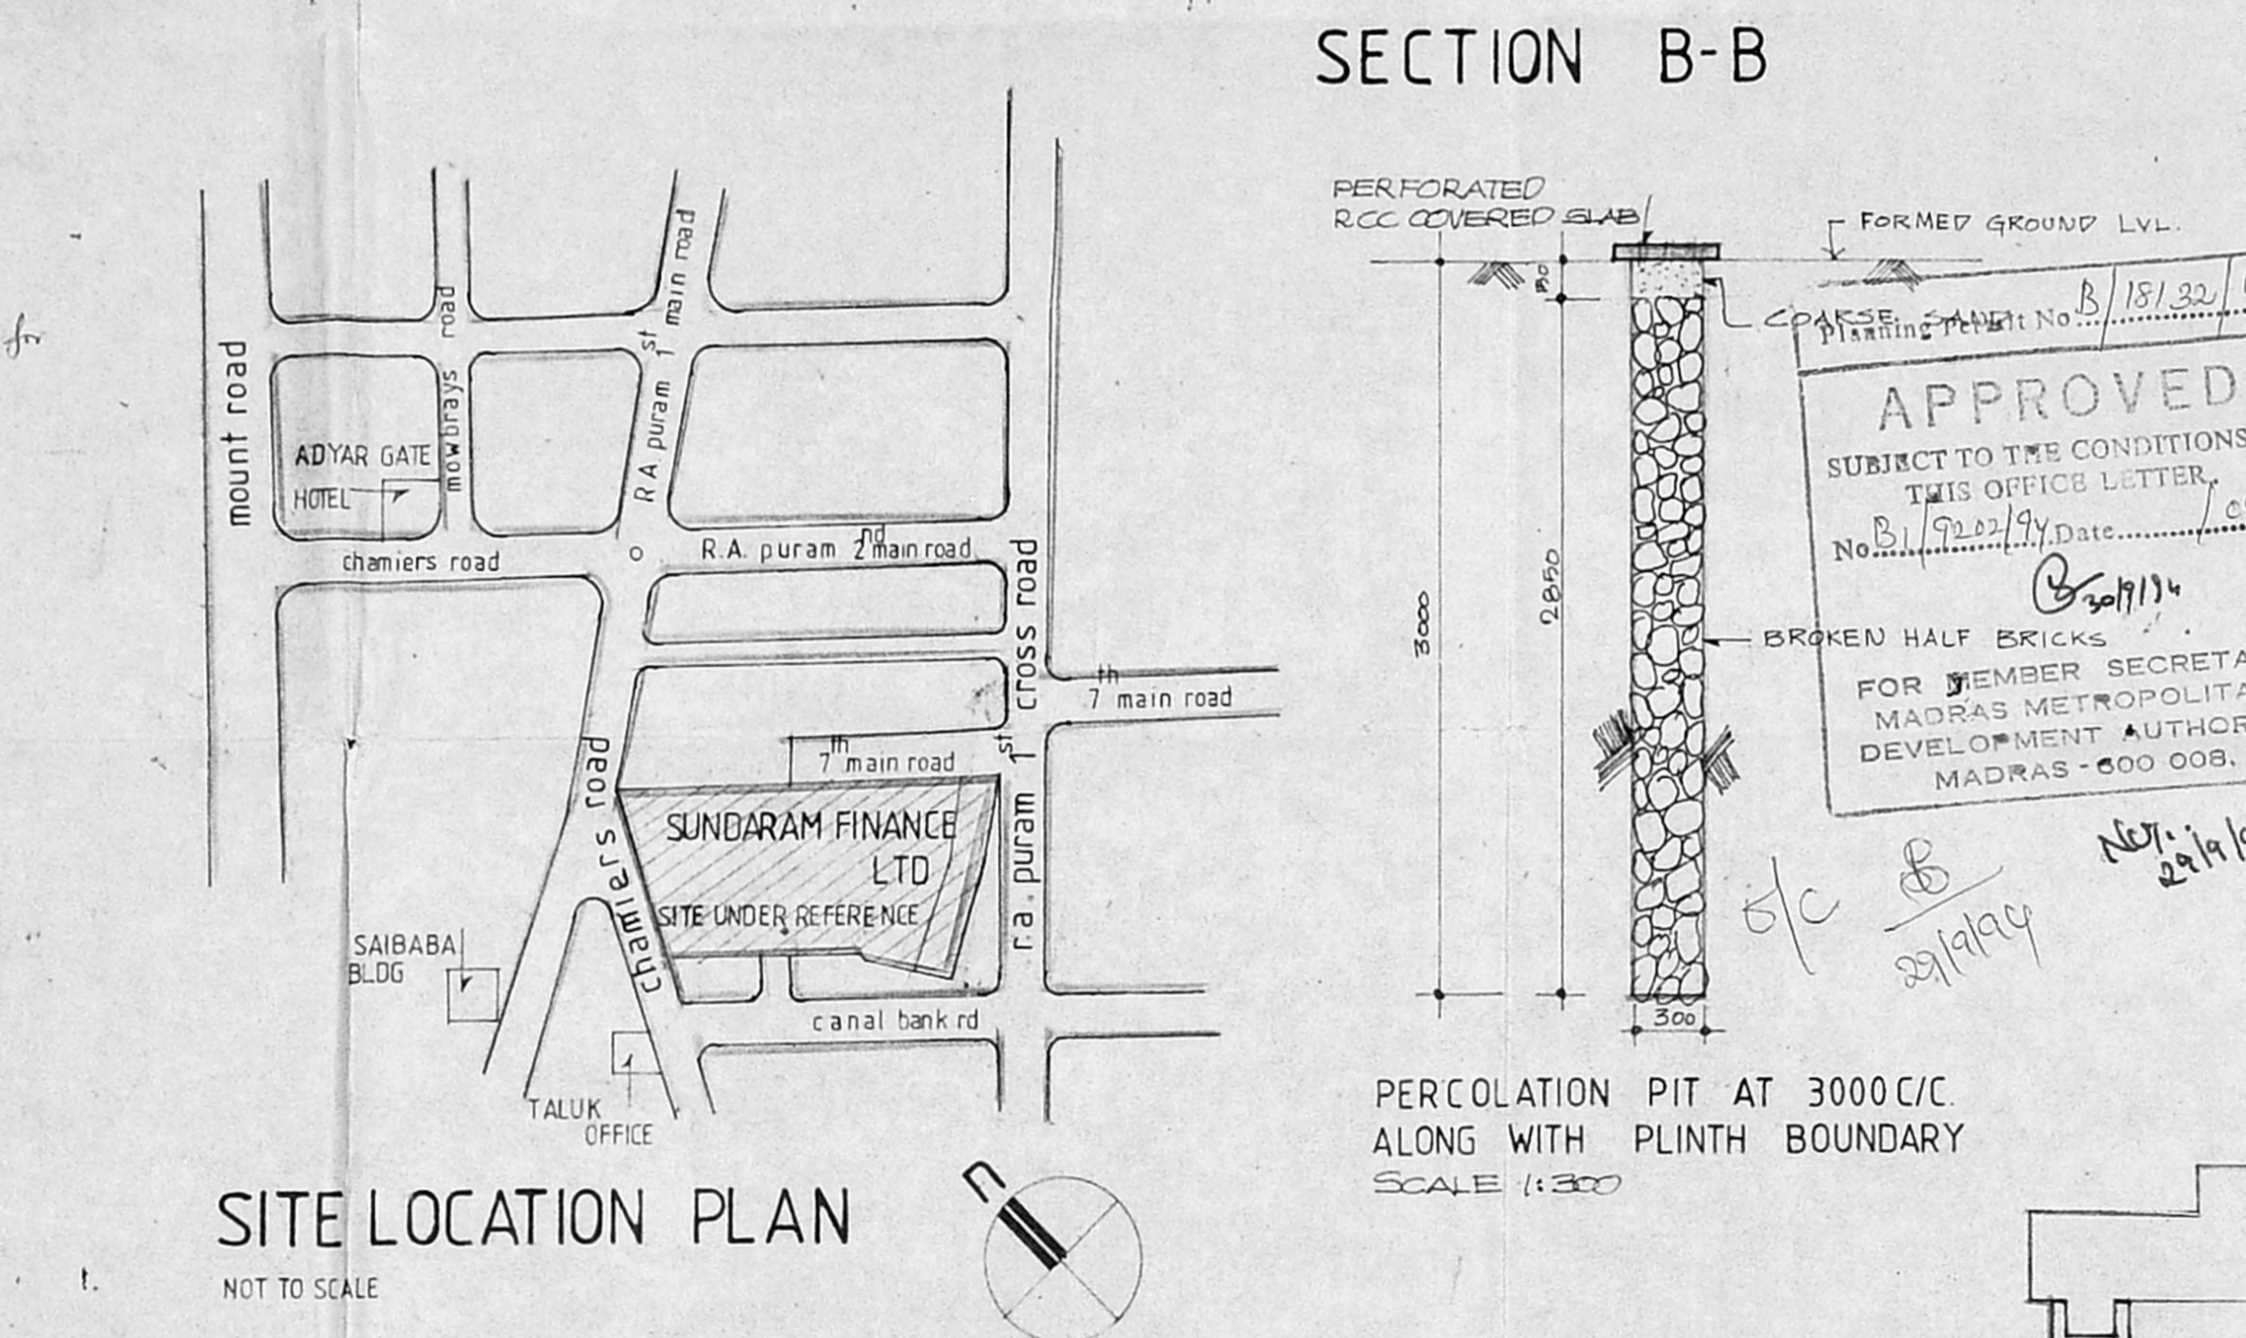 SECTION B-B
for
mount road
mowbrays road
R.A. puram 1st main road
ADYAR GATE
HOTEL
chamiers road
R.A. puram 2nd main road
r.a. puram 1st cross road
7th main road
7th main road
chamiers road
chamiers
SUNDARAM FINANCE
LTD
SITE UNDER REFERENCE
SAIBABA
BLDG
canal bank rd
TALUK
OFFICE
SITE LOCATION PLAN
NOT TO SCALE
n
PERFORATED
RCC COVERED SLAB
FORMED GROUND LVL.
COARSE SAND
150
3000
2850
BROKEN HALF BRICKS
300
PERCOLATION PIT AT 3000 C/C.
ALONG WITH PLINTH BOUNDARY
SCALE 1:300
Planning Permit No B/18132/
APPROVED
SUBJECT TO THE CONDITIONS
THIS OFFICE LETTER.
No B1/9202/94 Date
30/9/94
FOR MEMBER SECRETA
MADRAS METROPOLITA
DEVELOPMENT AUTHOR
MADRAS - 600 008.
O/C
29/9/94
29/9/9